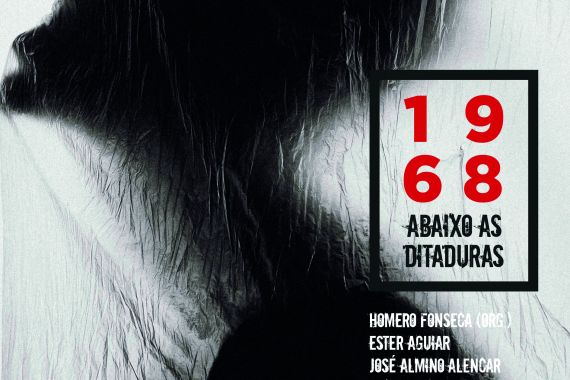 19
68
ABAIXO AS
DITADURAS
HOMERO FONSECA (ORG.)
ESTER AGUIAR
JOSÉ ALMINO ALENCAR